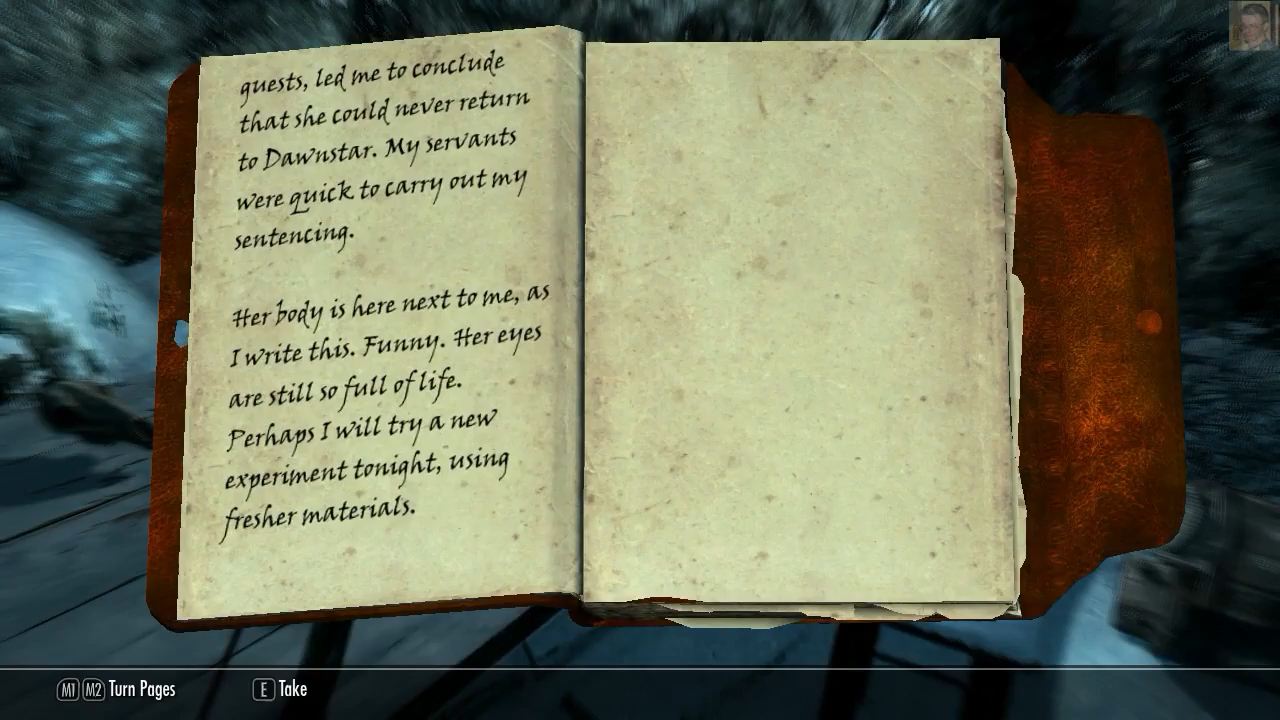 guests, led me to conclude
that she could never return
to Dawnstar. My servants
were quick to carry out my
sentencing.
Her body is here next to me, as
I write this. Funny. Her eyes
are still so full of life.
Perhaps I will try a new
experiment tonight, using
fresher materials.
M1 M2 Turn Pages
E Take